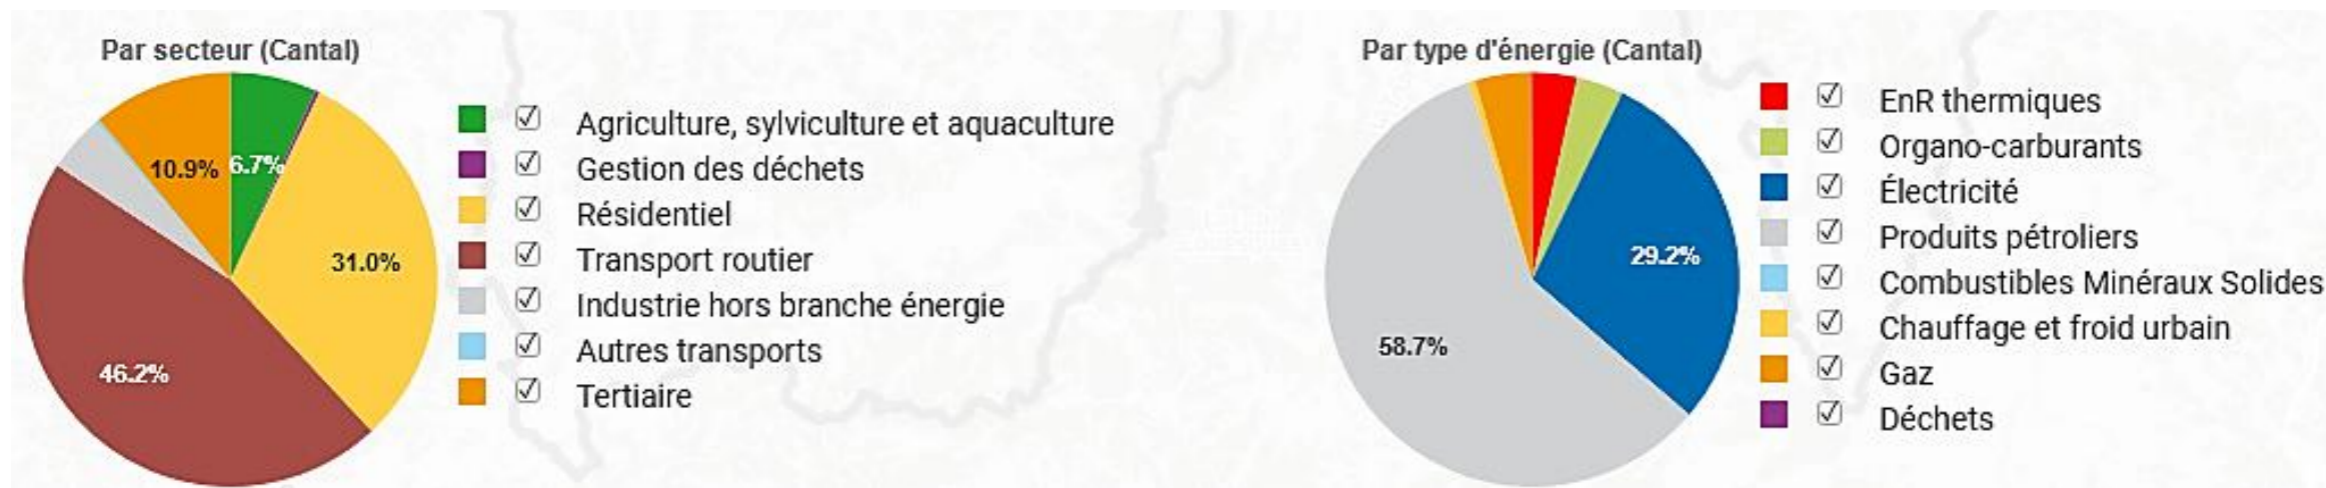 Par secteur (Cantal)
10.9%
6.7%
31.0%
46.2%
Agriculture, sylviculture et aquaculture
Gestion des déchets
Résidentiel
Transport routier
Industrie hors branche énergie
Autres transports
Tertiaire
Par type d'énergie (Cantal)
29.2%
58.7%
EnR thermiques
Organo-carburants
Électricité
Produits pétroliers
Combustibles Minéraux Solides
Chauffage et froid urbain
Gaz
Déchets